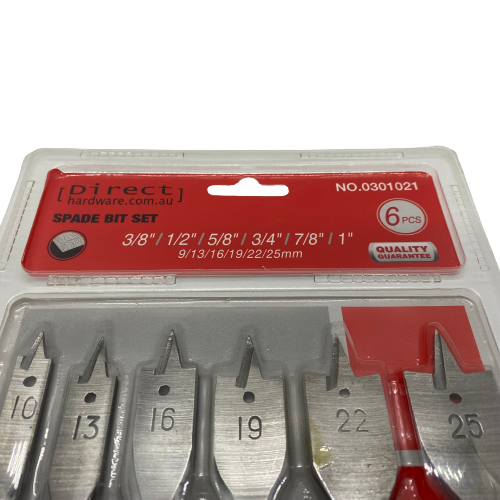 [Direct]
hardware.com.au
SPADE BIT SET
NO.0301021
6 PCS
3/8"/1/2"/5/8"/3/4"/7/8"/1"
9/13/16/19/22/25mm
QUALITY
GUARANTEE
10 13 16 19 22 25